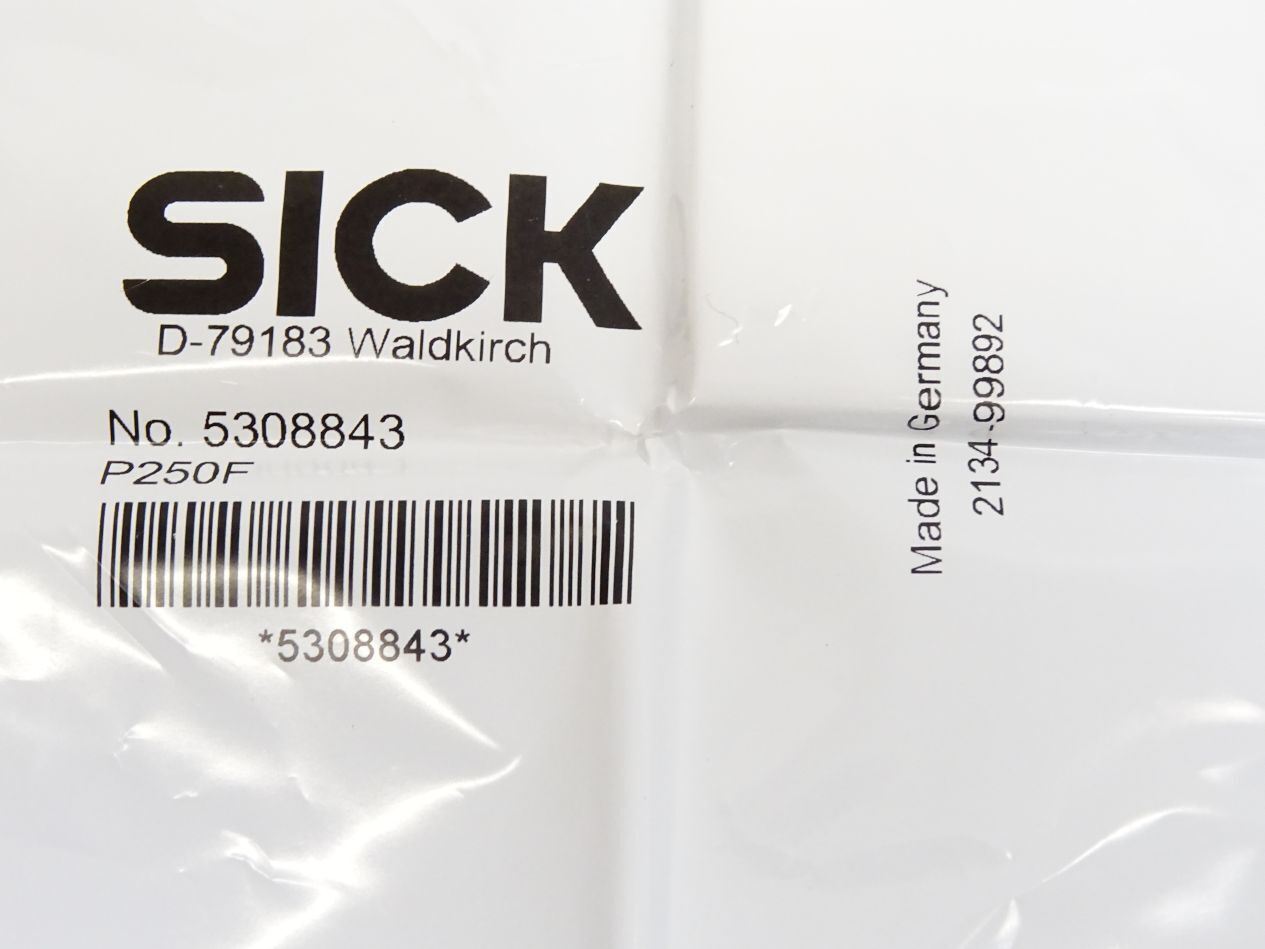 SICK
D-79183 Waldkirch
No. 5308843
P250F
*5308843*
Made in Germany
2134-99892